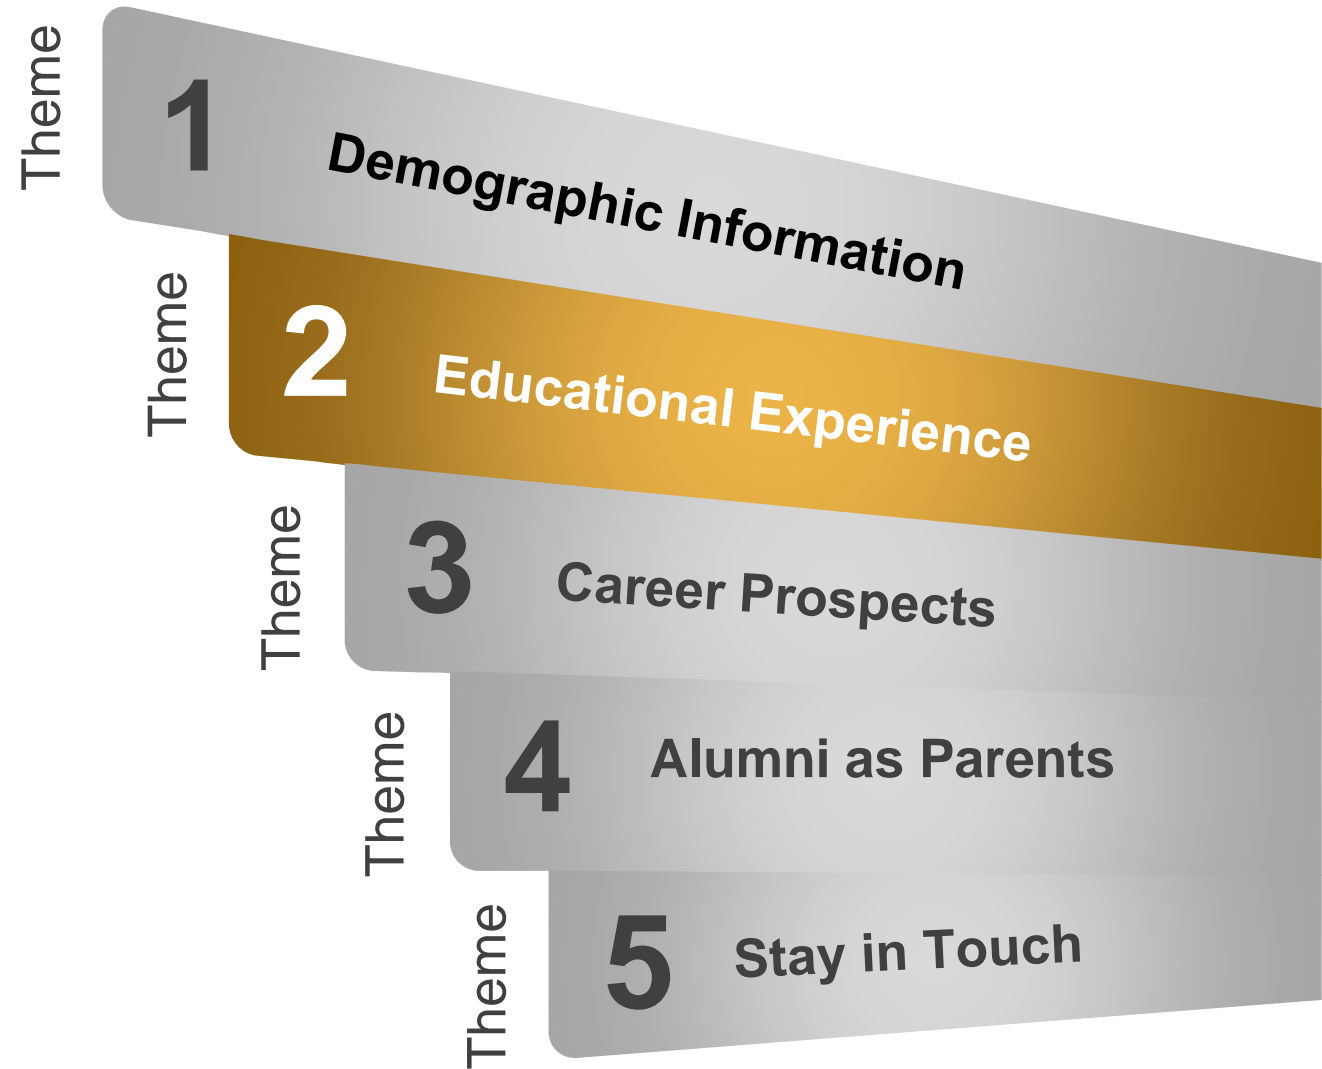 Theme
1
Demographic Information
Theme
2
Educational Experience
Theme
3
Career Prospects
Theme
4
Alumni as Parents
Theme
5
Stay in Touch